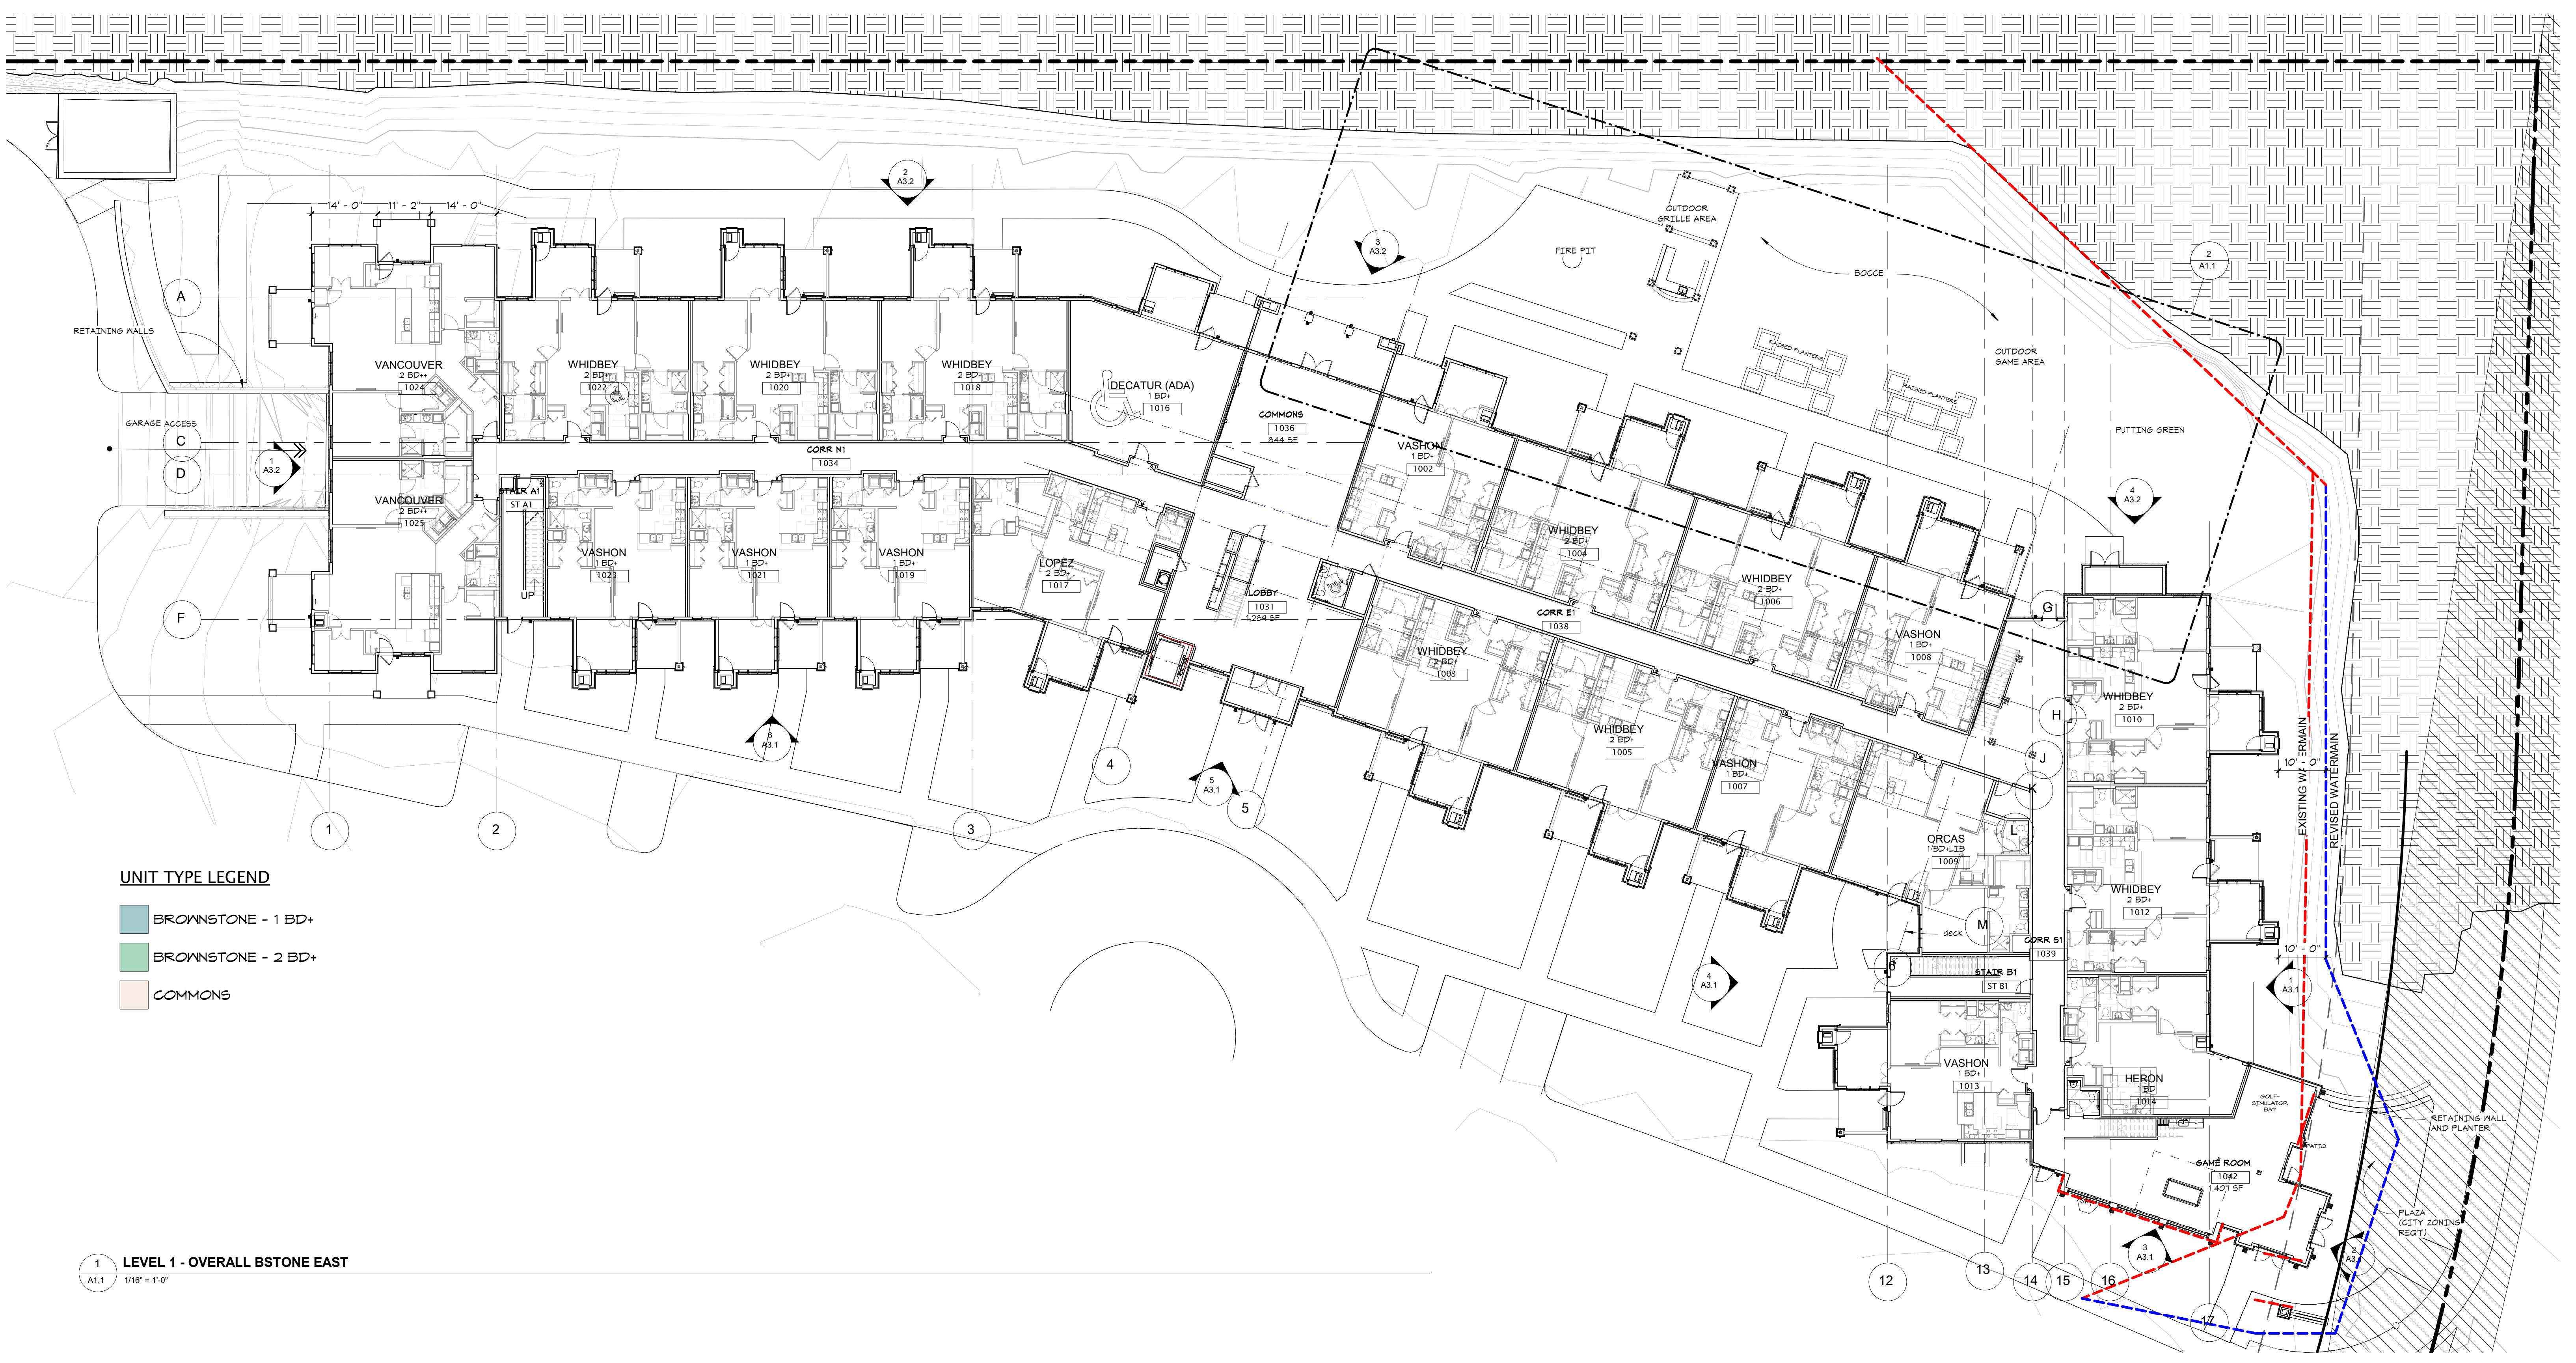 2
A3.2
14' - 0"
11' - 2"
14' - 0"
OUTDOOR
GRILLE AREA
3
A3.2
FIRE PIT
2
A1.1
BOCCE
A
RETAINING WALLS
RAISED PLANTERS
OUTDOOR
GAME AREA
VANCOUVER
2 BD++
1024
WHIDBEY
2 BD+
1022
WHIDBEY
2 BD+
1020
WHIDBEY
2 BD+
1018
DECATUR (ADA)
1 BD+
1016
RAISED PLANTERS
COMMONS
1036
844 SF
GARAGE ACCESS
C
D
1
A3.2
PUTTING GREEN
CORR N1
1034
VASHON
1 BD+
1002
VANCOUVER
2 BD++
1025
STAIR A1
ST A1
UP
4
A3.2
WHIDBEY
2 BD+
1004
VASHON
1 BD+
1023
VASHON
1 BD+
1021
VASHON
1 BD+
1019
LOPEZ
2 BD+
1017
LOBBY
1031
1,289 SF
WHIDBEY
2 BD+
1006
CORR E1
1038
G
F
VASHON
1 BD+
1008
WHIDBEY
2 BD+
1003
WHIDBEY
2 BD+
1010
H
6
A3.1
WHIDBEY
2 BD+
1005
J
4
5
A3.1
5
VASHON
1 BD+
1007
K
10' - 0"
EXISTING WATERMAIN
REVISED WATERMAIN
1
2
3
L
ORCAS
1 BD+LIB
1009
UNIT TYPE LEGEND
BROWNSTONE - 1 BD+
BROWNSTONE - 2 BD+
COMMONS
WHIDBEY
2 BD+
1012
M
deck
CORR S1
1039
10' - 0"
6
STAIR B1
ST B1
4
A3.1
1
A3.1
VASHON
1 BD+
1013
HERON
1 BD
1014
GOLF-
SIMULATOR
BAY
RETAINING WALL
AND PLANTER
PATIO
GAME ROOM
1042
1,407 SF
PLAZA
(CITY ZONING
REQ'T)
3
A3.1
2
A3.1
1
A1.1
LEVEL 1 - OVERALL BSTONE EAST
1/16" = 1'-0"
12
13
14
15
16
17